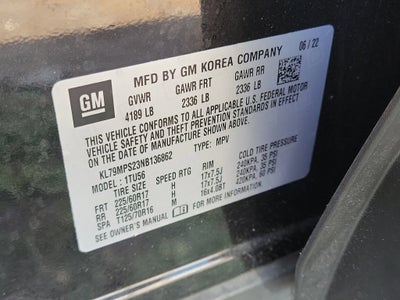 GM
MFD BY GM KOREA COMPANY 06 / 22
GVWR GAWR FRT GAWR RR
4189 LB 2336 LB 2336 LB
THIS VEHICLE CONFORMS TO ALL APPLICABLE U.S. FEDERAL MOTOR
VEHICLE SAFETY AND THEFT PREVENTION STANDARDS IN EFFECT
ON THE DATE OF MANUFACTURE SHOWN ABOVE.
KL79MPS23NB136862 TYPE: MPV
MODEL: 1TU56
TIRE SIZE SPEED RTG RIM COLD TIRE PRESSURE
FRT 225/60R17 H 17x7.5J 240KPA, 35 PSI
RR 225/60R17 H 17x7.5J 240KPA, 35 PSI
SPA T125/70R16 M 16x4.0BT 420KPA, 60 PSI
SEE OWNER'S MANUAL FOR MORE INFORMATION.